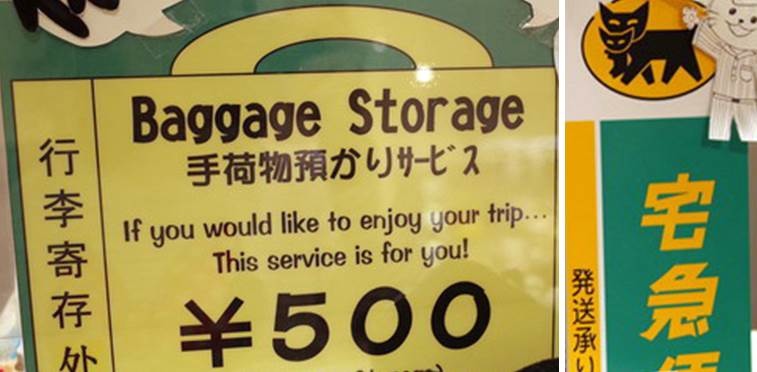 Baggage Storage
手荷物預かりサービス
If you would like to enjoy your trip...
This service is for you!
¥500
行李寄存外
宅急
発送承り